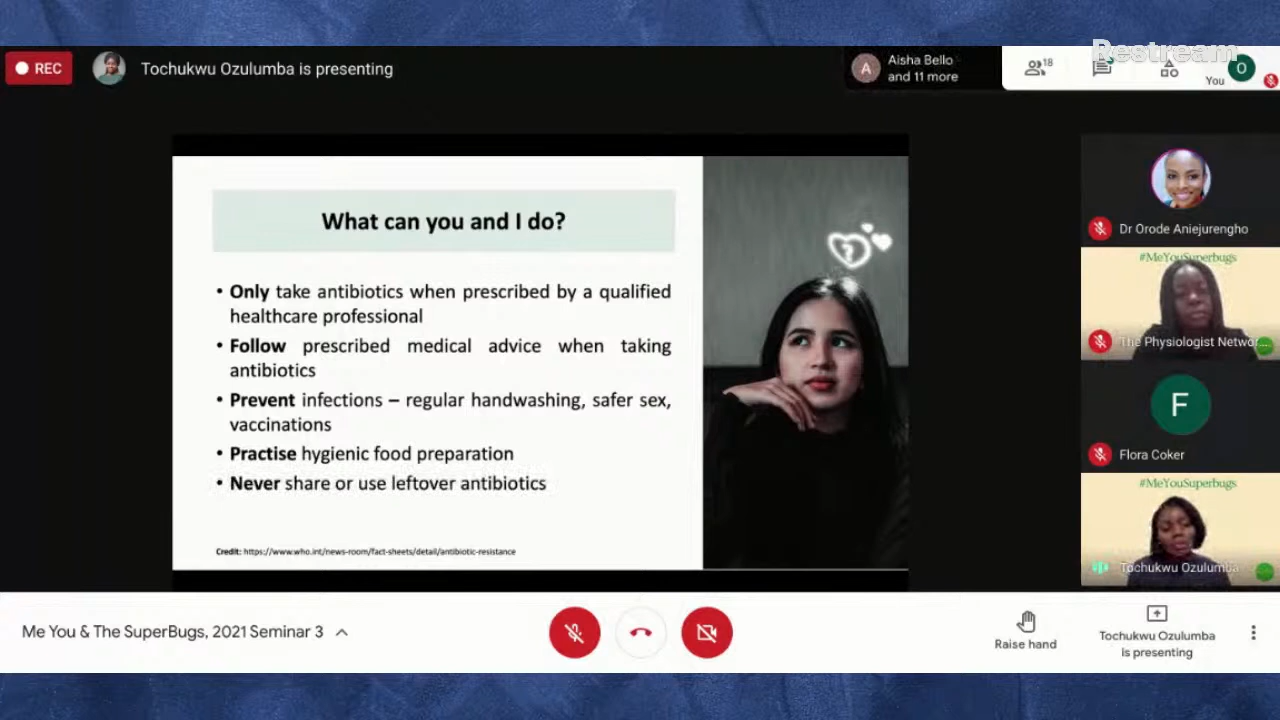 Restream
REC
Tochukwu Ozulumba is presenting
A
Aisha Bello
and 11 more
18
You
O
What can you and I do?
• Only take antibiotics when prescribed by a qualified
healthcare professional
• Follow prescribed medical advice when taking
antibiotics
• Prevent infections – regular handwashing, safer sex,
vaccinations
• Practise hygienic food preparation
• Never share or use leftover antibiotics
Credit: https://www.who.int/news-room/fact-sheets/detail/antibiotic-resistance
?
Dr Orode Aniejurengho
#MeYouSuperbugs
The Physiologist Networ...
F
Flora Coker
#MeYouSuperbugs
Tochukwu Ozulumba
Me You & The SuperBugs, 2021 Seminar 3
Raise hand
Tochukwu Ozulumba
is presenting